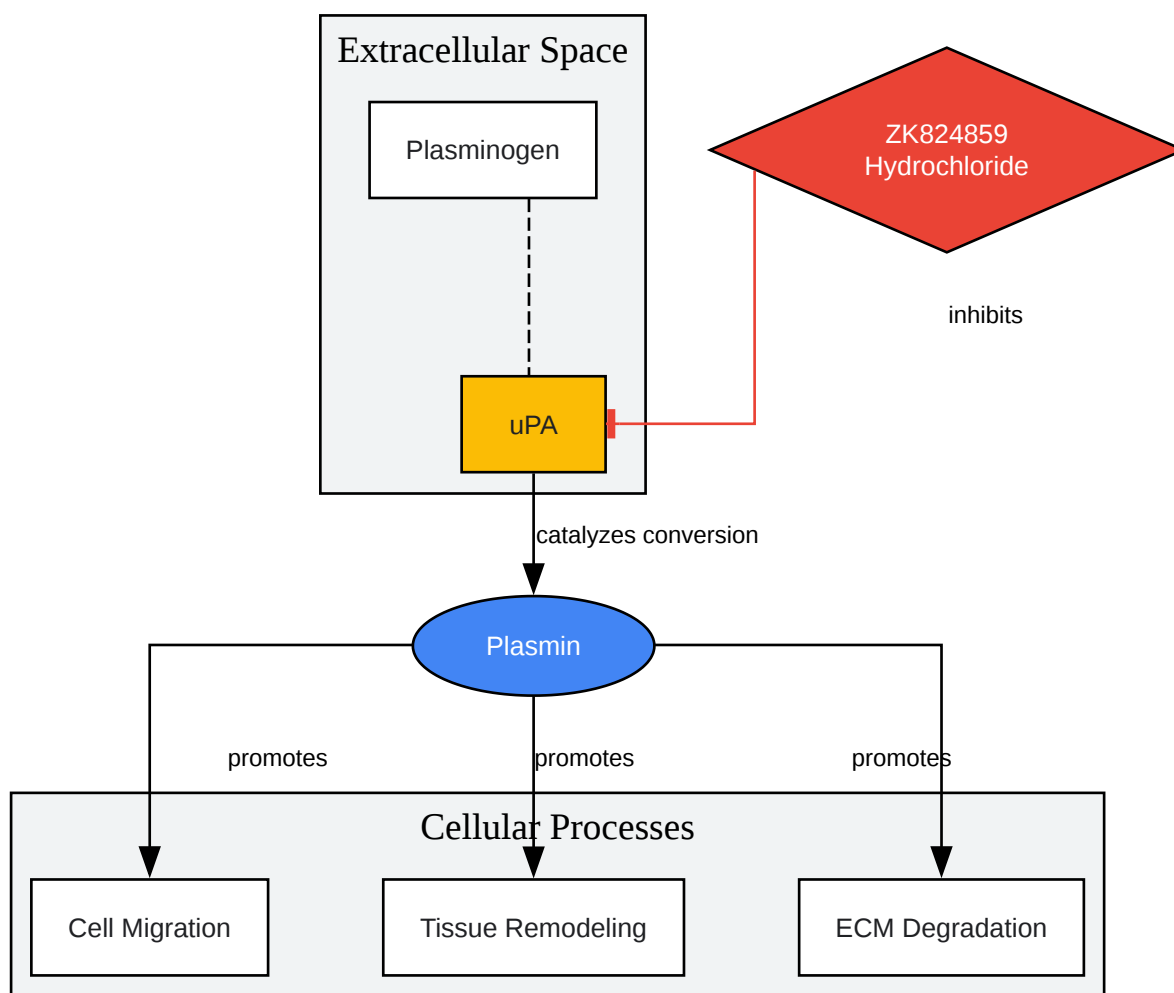 Extracellular Space
Plasminogen
ZK824859
Hydrochloride
inhibits
uPA
catalyzes conversion
Plasmin
promotes
promotes
promotes
Cellular Processes
Cell Migration
Tissue Remodeling
ECM Degradation